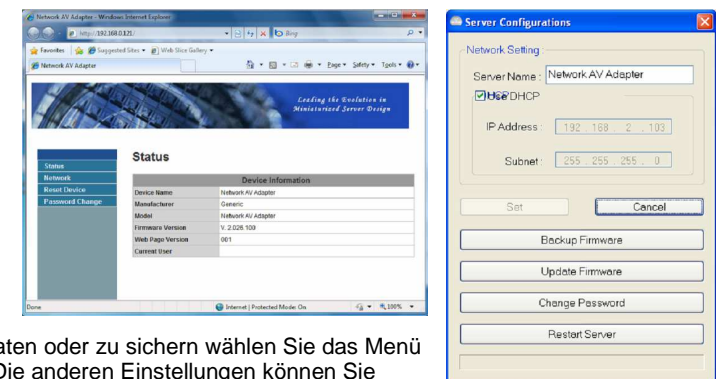 Network AV Adapter - Windows Internet Explorer
http://192.168.0.121/
Bing
Favorites Suggested Sites Web Slice Gallery
Network AV Adapter
Page Safety Tools
Leading the Evolution in
Miniaturized Server Design
Status
Network
Reset Device
Password Change
Status
Device Information
Device Name Network AV Adapter
Manufacturer Generic
Model Network AV Adapter
Firmware Version V. 2.026.100
Web Page Version 001
Current User
Done Internet | Protected Mode: On 100%
Server Configurations
Network Setting :
Server Name : Network AV Adapter
DHCP
IP Address : 192 . 168 . 2 . 103
Subnet : 255 . 255 . 255 . 0
Set Cancel
Backup Firmware
Update Firmware
Change Password
Restart Server
aten oder zu sichern wählen Sie das Menü
Die anderen Einstellungen können Sie